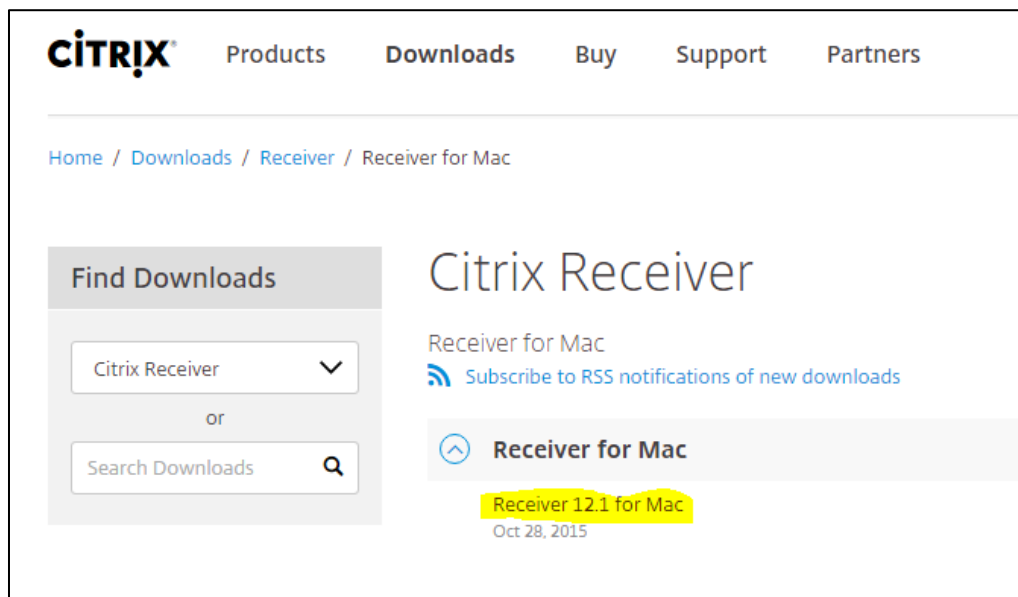 CİTRIX Products Downloads Buy Support Partners
Home / Downloads / Receiver / Receiver for Mac
Find Downloads
Citrix Receiver
or
Search Downloads
Citrix Receiver
Receiver for Mac
Subscribe to RSS notifications of new downloads
Receiver for Mac
Receiver 12.1 for Mac
Oct 28, 2015